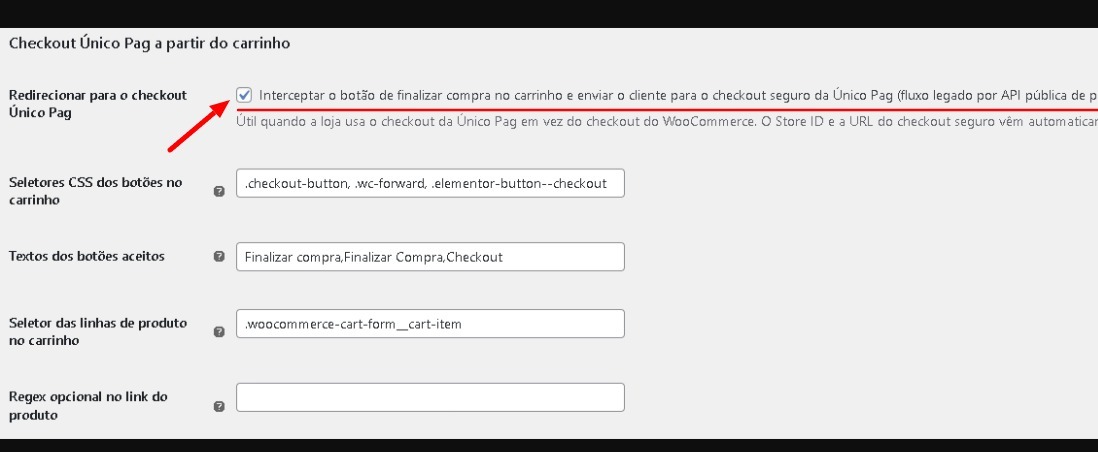 Checkout Único Pag a partir do carrinho
Redirecionar para o checkout
Único Pag
Interceptar o botão de finalizar compra no carrinho e enviar o cliente para o checkout seguro da Único Pag (fluxo legado por API pública de p
Útil quando a loja usa o checkout da Único Pag em vez do checkout do WooCommerce. O Store ID e a URL do checkout seguro vêm automatica
Seletores CSS dos botões no
carrinho
?
.checkout-button, .wc-forward, .elementor-button--checkout
Textos dos botões aceitos
?
Finalizar compra,Finalizar Compra,Checkout
Seletor das linhas de produto
no carrinho
?
.woocommerce-cart-form__cart-item
Regex opcional no link do
produto
?